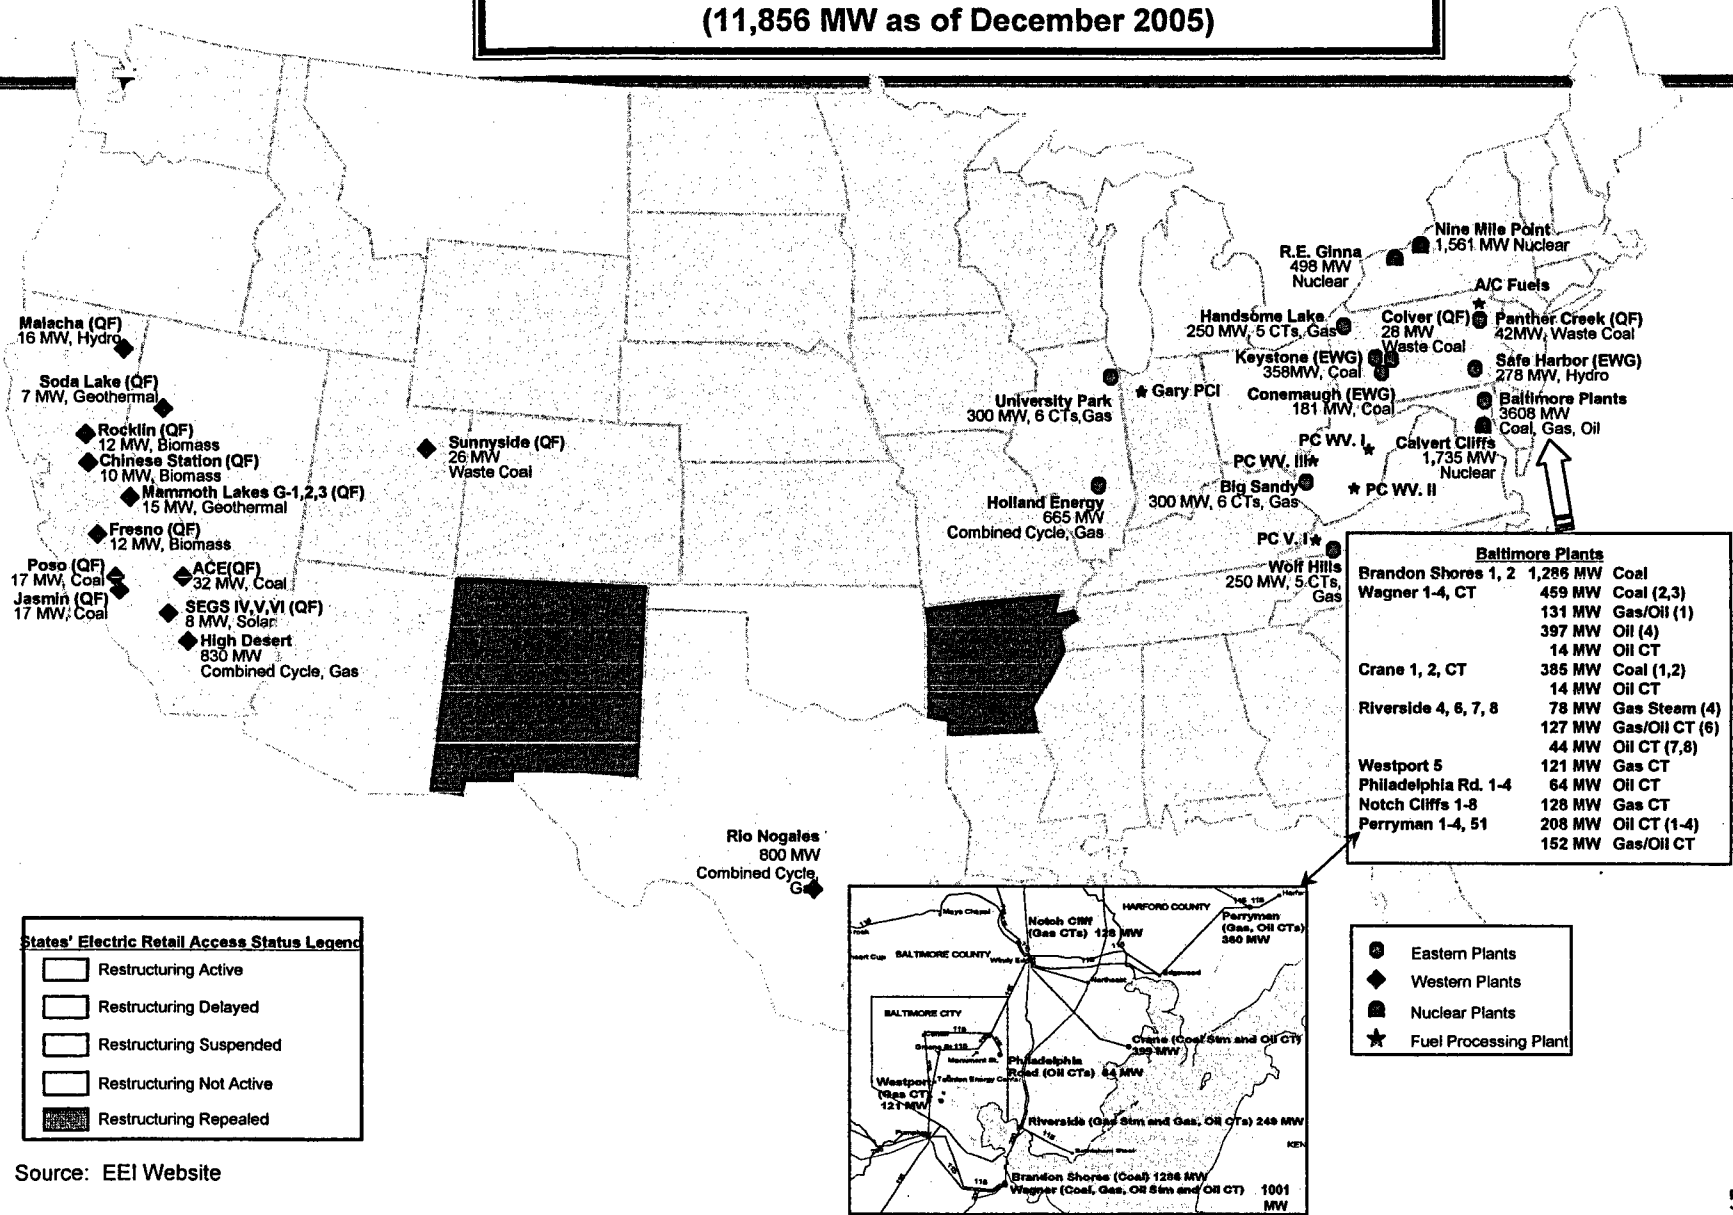 (11,856 MW as of December 2005)
Nine Mile Point
1,561 MW Nuclear
R.E. Ginna
498 MW
Nuclear
A/C Fuels
Handsome Lake
250 MW, 5 CTs, Gas
Colver (QF)
28 MW
Waste Coal
Panther Creek (QF)
42MW, Waste Coal
Keystone (EWG)
358MW, Coal
Safe Harbor (EWG)
278 MW, Hydro
Conemaugh (EWG)
181 MW, Coal
Baltimore Plants
3608 MW
Coal, Gas, Oil
Calvert Cliffs
1,735 MW
Nuclear
University Park
300 MW, 6 CTs,Gas
Gary PCI
PC WV. I
PC WV. III
PC WV. II
Big Sandy
300 MW, 6 CTs, Gas
Holland Energy
665 MW
Combined Cycle, Gas
PC V. I
Wolf Hills
250 MW, 5 CTs,
Gas
Malacha (QF)
16 MW, Hydro
Soda Lake (QF)
7 MW, Geothermal
Rocklin (QF)
12 MW, Biomass
Chinese Station (QF)
10 MW, Biomass
Mammoth Lakes G-1,2,3 (QF)
15 MW, Geothermal
Fresno (QF)
12 MW, Biomass
Poso (QF)
17 MW, Coal
Jasmin (QF)
17 MW, Coal
ACE(QF)
32 MW, Coal
SEGS IV,V,VI (QF)
8 MW, Solar
High Desert
830 MW
Combined Cycle, Gas
Sunnyside (QF)
26 MW
Waste Coal
Rio Nogales
800 MW
Combined Cycle,
Baltimore Plants
Brandon Shores 1, 2 1,286 MW Coal
Wagner 1-4, CT 459 MW Coal (2,3)
131 MW Gas/Oil (1)
397 MW Oil (4)
14 MW Oil CT
Crane 1, 2, CT 385 MW Coal (1,2)
14 MW Oil CT
Riverside 4, 6, 7, 8 78 MW Gas Steam (4)
127 MW Gas/Oil CT (6)
44 MW Oil CT (7,8)
Westport 5 121 MW Gas CT
Philadelphia Rd. 1-4 64 MW Oil CT
Notch Cliffs 1-8 128 MW Gas CT
Perryman 1-4, 51 208 MW Oil CT (1-4)
152 MW Gas/Oil CT
States' Electric Retail Access Status Legend
Restructuring Active
Restructuring Delayed
Restructuring Suspended
Restructuring Not Active
Restructuring Repealed
Source: EEI Website
Mays Chapel
Notch Cliff
(Gas CTs) 128 MW
HARFORD COUNTY
Perryman
(Gas, Oil CTs)
360 MW
BALTIMORE COUNTY
Edgewood
Northeast
BALTIMORE CITY
Crane (Coal Stm and Oil CT)
399 MW
Monument St.
Philadelphia
Road (Oil CTs) 64 MW
Westport
(Gas CT)
121 MW
Riverside (Gas Stm and Gas, Oil CTs) 249 MW
KEN
Brandon Shores (Coal) 1286 MW
Wagner (Coal, Gas, Oil Stm and Oil CT) 1001
MW
Eastern Plants
Western Plants
Nuclear Plants
Fuel Processing Plant